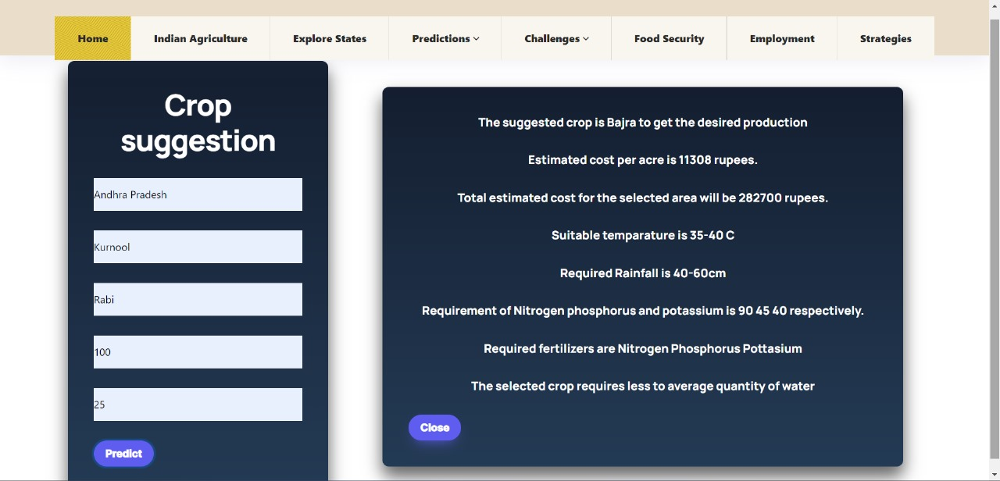 Home Indian Agriculture Explore States Predictions Challenges Food Security Employment Strategies
Crop
suggestion
Andhra Pradesh
Kurnool
Rabi
100
25
Predict
The suggested crop is Bajra to get the desired production
Estimated cost per acre is 11308 rupees.
Total estimated cost for the selected area will be 282700 rupees.
Suitable temparature is 35-40 C
Required Rainfall is 40-60cm
Requirement of Nitrogen phosphorus and potassium is 90 45 40 respectively.
Required fertilizers are Nitrogen Phosphorus Pottasium
The selected crop requires less to average quantity of water
Close